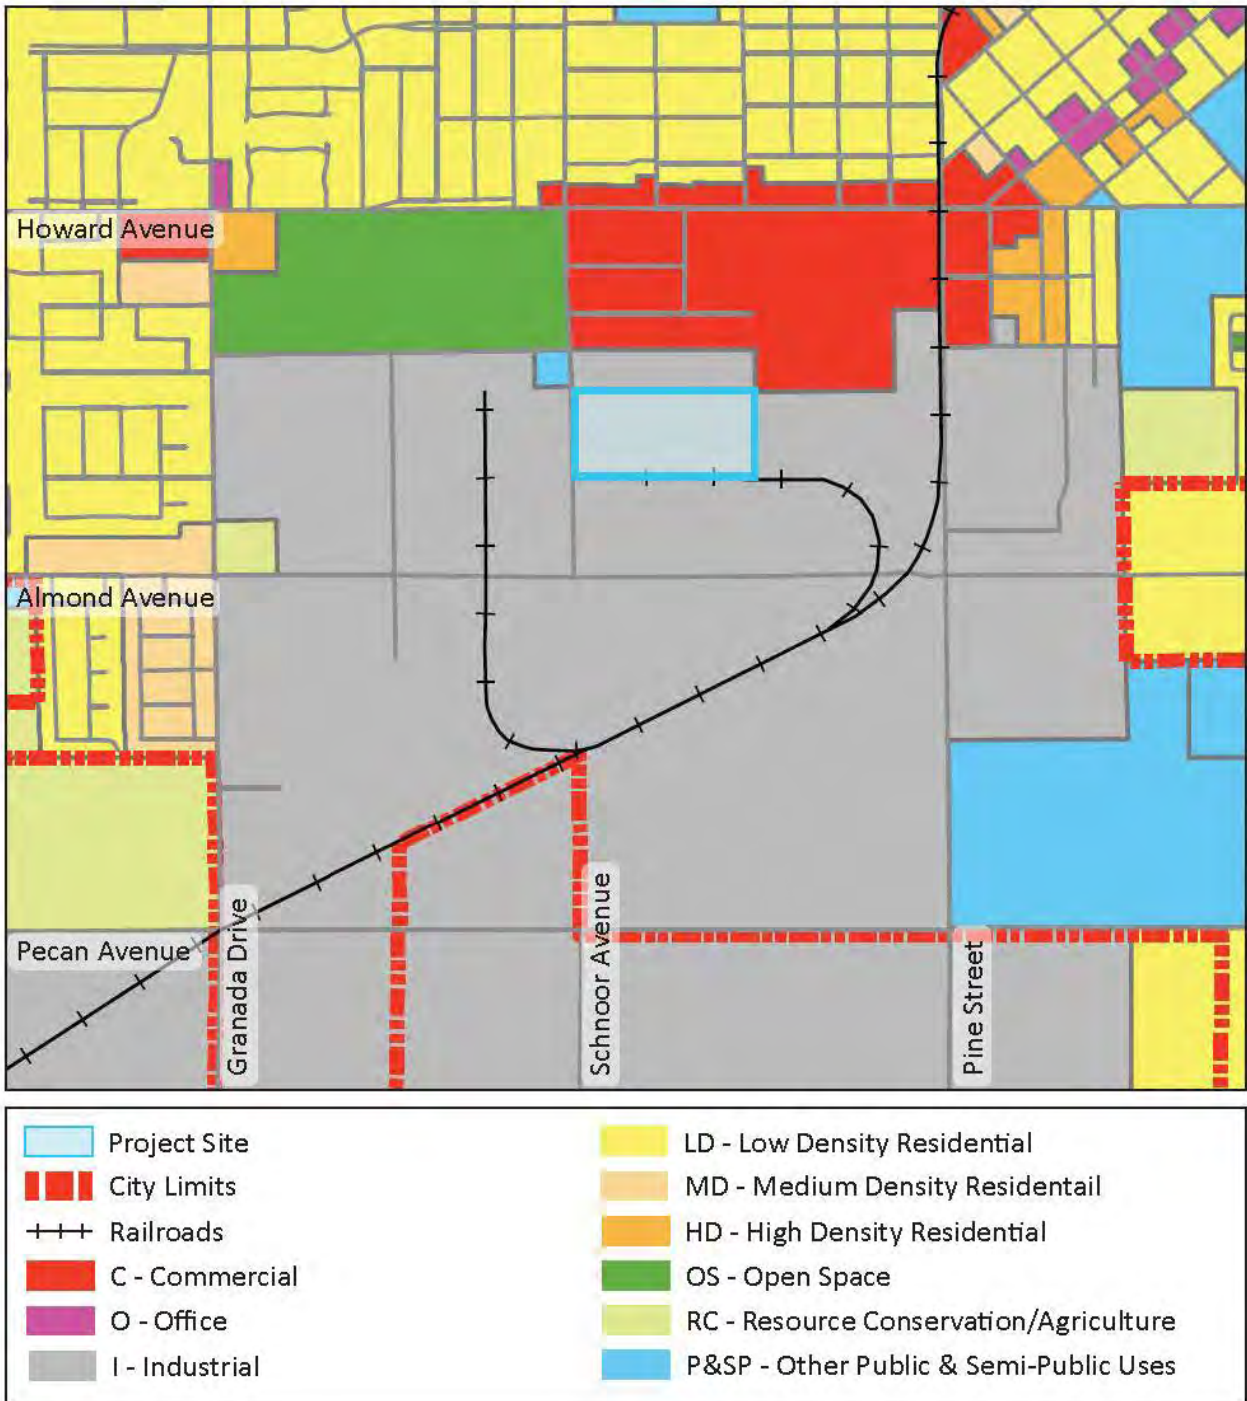 Howard Avenue
Almond Avenue
Pecan Avenue
Granada Drive
Schnoor Avenue
Pine Street
Project Site
City Limits
Railroads
C - Commercial
O - Office
I - Industrial
LD - Low Density Residential
MD - Medium Density Residentail
HD - High Density Residential
OS - Open Space
RC - Resource Conservation/Agriculture
P&SP - Other Public & Semi-Public Uses